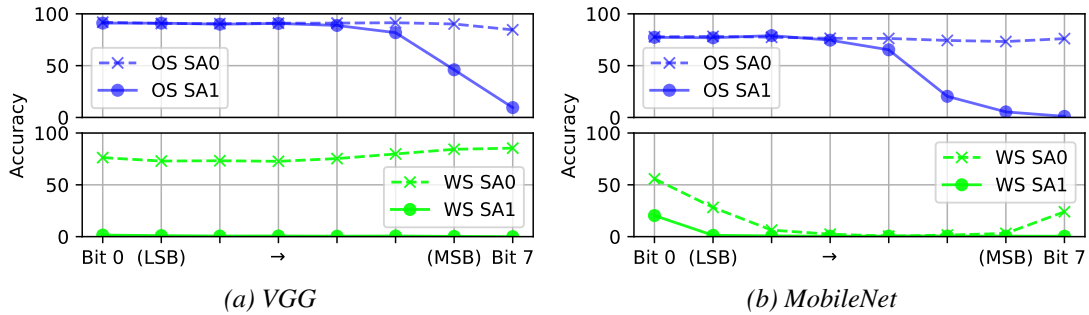 100
50
0
Accuracy
OS SA0
OS SA1
100
50
0
WS SA0
WS SA1
Bit 0 (LSB) → (MSB) Bit 7
(a) VGG
100
50
0
Accuracy
OS SA0
OS SA1
100
50
0
WS SA0
WS SA1
Bit 0 (LSB) → (MSB) Bit 7
(b) MobileNet